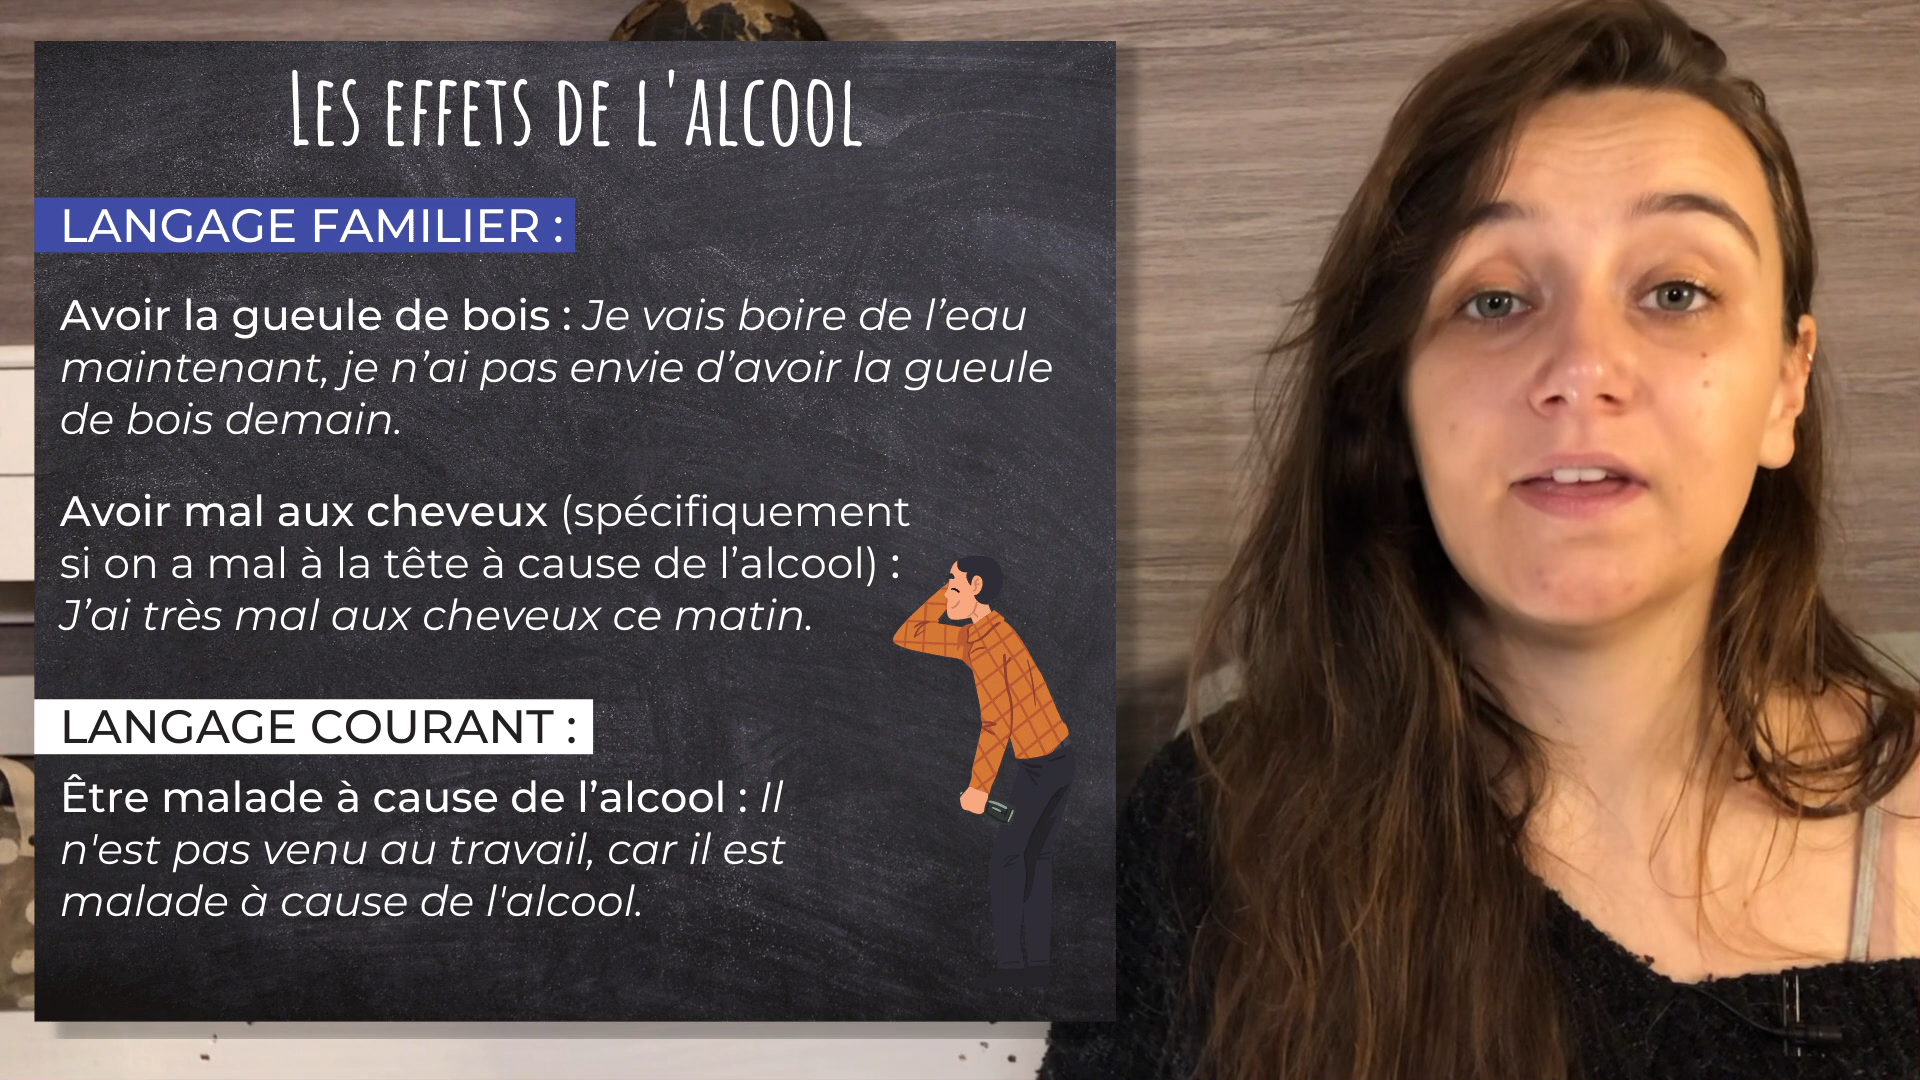 Les effets de l'alcool
LANGAGE FAMILIER :
Avoir la gueule de bois : Je vais boire de l’eau
maintenant, je n’ai pas envie d’avoir la gueule
de bois demain.
Avoir mal aux cheveux (spécifiquement
si on a mal à la tête à cause de l’alcool) :
J’ai très mal aux cheveux ce matin.
LANGAGE COURANT :
Être malade à cause de l’alcool : Il
n'est pas venu au travail, car il est
malade à cause de l'alcool.